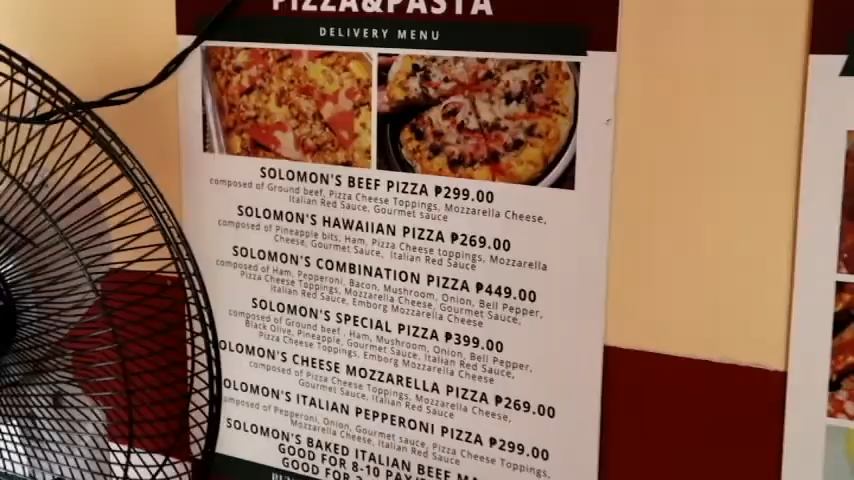 PIZZA&PASTA
DELIVERY MENU
SOLOMON'S BEEF PIZZA ₱299.00
composed of Ground beef, Pizza Cheese Toppings, Mozzarella Cheese,
Italian Red Sauce, Gourmet sauce
SOLOMON'S HAWAIIAN PIZZA ₱269.00
composed of Pineapple bits, Ham, Pizza Cheese toppings, Mozzarella
Cheese, Gourmet Sauce, Italian Red Sauce
SOLOMON'S COMBINATION PIZZA ₱449.00
composed of Ham, Pepperoni, Bacon, Mushroom, Onion, Bell Pepper,
Pizza Cheese Toppings, Mozzarella Cheese, Gourmet Sauce,
Italian Red Sauce, Emborg Mozzarella Cheese
SOLOMON'S SPECIAL PIZZA ₱399.00
composed of Ground beef , Ham, Mushroom, Onion, Bell Pepper,
Black Olive, Pineapple, Gourmet Sauce, Italian Red Sauce,
Pizza Cheese Toppings, Emborg Mozzarella Cheese
OLOMON'S CHEESE MOZZARELLA PIZZA ₱269.00
composed of Pizza Cheese Toppings, Mozzarella Cheese,
Gourmet Sauce, Italian Red Sauce
OLOMON'S ITALIAN PEPPERONI PIZZA ₱299.00
omposed of Pepperoni, Onion, Gourmet sauce, Pizza Cheese Toppings,
Mozzarella Cheese, Italian Red Sauce
SOLOMON'S BAKED ITALIAN BEEF
GOOD FOR 8-10
GOOD FOR